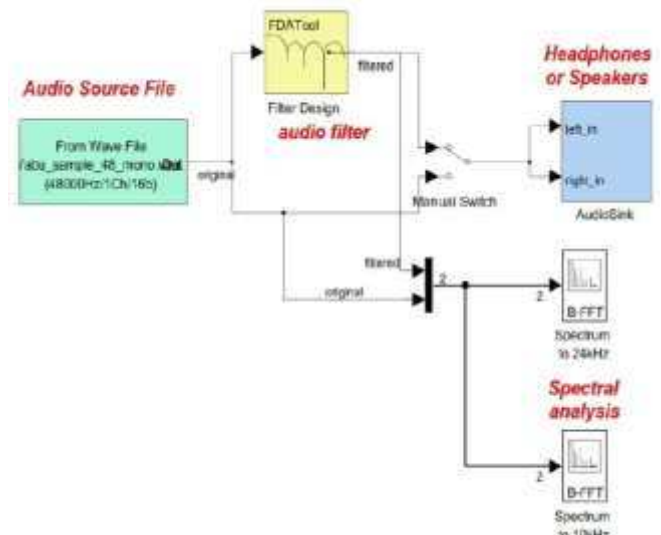 FDATool
filtered
Headphones
or Speakers
Audio Source File
Filter Design
audio filter
From Wave File
(48000Hz/1Ch/16b)
original
left_in
right_in
Manual Switch
AudioSink
filtered
original
2
2
B-FFT
Spectrum
to 24kHz
Spectral
analysis
2
B-FFT
Spectrum